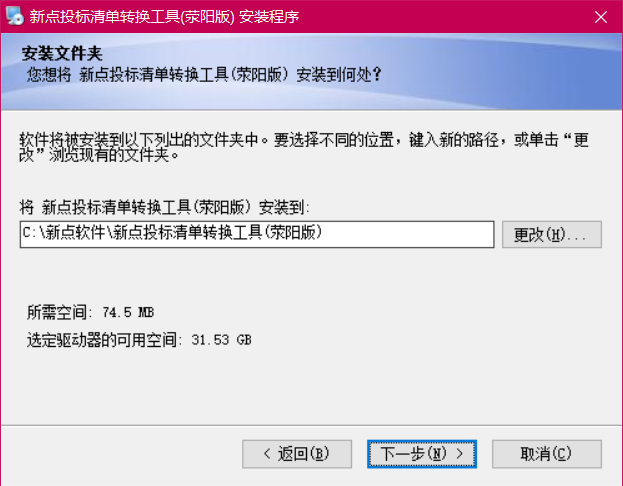 新点投标清单转换工具(荥阳版) 安装程序
安装文件夹
您想将 新点投标清单转换工具(荥阳版) 安装到何处?
软件将被安装到以下列出的文件夹中。要选择不同的位置，键入新的路径，或单击“更
改”浏览现有的文件夹。
将 新点投标清单转换工具(荥阳版) 安装到:
C:\新点软件\新点投标清单转换工具(荥阳版)
更改(H)...
所需空间: 74.5 MB
选定驱动器的可用空间: 31.53 GB
< 返回(B)
下一步(N) >
取消(C)